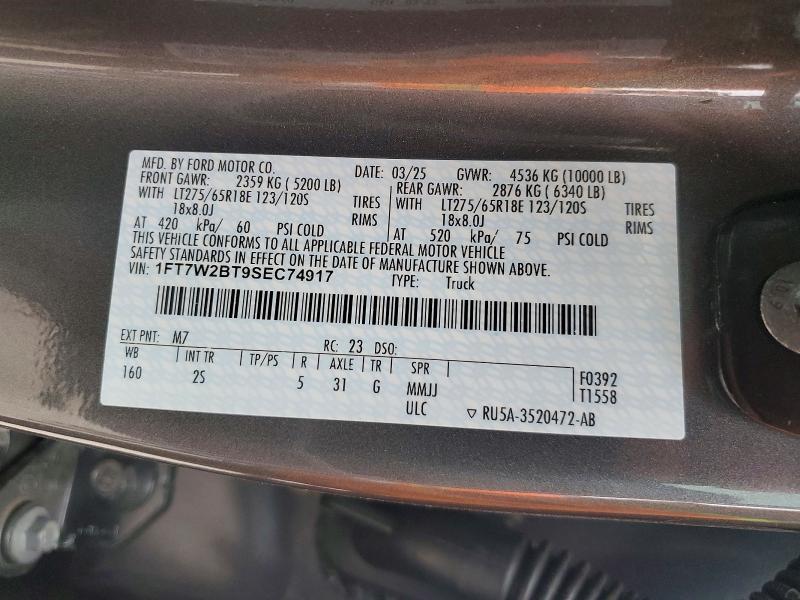 MFD. BY FORD MOTOR CO. DATE: 03/25 GVWR: 4536 KG (10000 LB)
FRONT GAWR: 2359 KG ( 5200 LB) REAR GAWR: 2876 KG ( 6340 LB)
WITH LT275/65R18E 123/120S TIRES WITH LT275/65R18E 123/120S TIRES
18x8.0J RIMS 18x8.0J RIMS
AT 420 kPa/ 60 PSI COLD AT 520 kPa/ 75 PSI COLD
THIS VEHICLE CONFORMS TO ALL APPLICABLE FEDERAL MOTOR VEHICLE
SAFETY STANDARDS IN EFFECT ON THE DATE OF MANUFACTURE SHOWN ABOVE.
VIN: 1FT7W2BT9SEC74917 TYPE: Truck
EXT PNT: M7 RC: 23 DSO:
WB INT TR TP/PS R AXLE TR SPR F0392
160 2S 5 31 G MMJJ T1558
ULC ▽ RU5A-3520472-AB